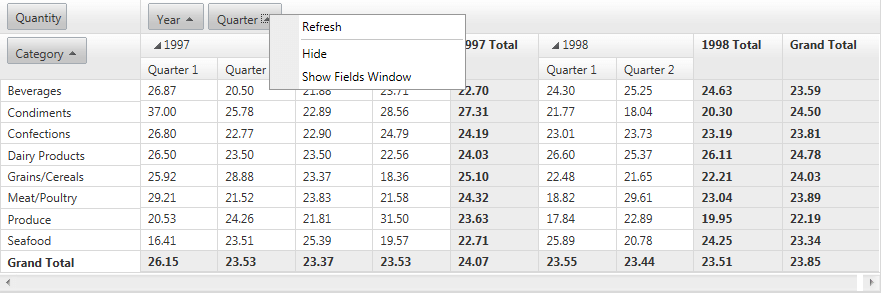 Quantity Year Quarter Refresh
Hide
Show Fields Window
Category 1997 1997 Total 1998 1998 Total Grand Total
Quarter 1 Quarter Quarter 1 Quarter 2
Beverages 26.87 20.50 21.88 23.71 22.70 24.30 25.25 24.63 23.59
Condiments 37.00 25.78 22.89 28.56 27.31 21.77 18.04 20.30 24.50
Confections 26.80 22.77 22.90 24.79 24.19 23.01 23.73 23.19 23.81
Dairy Products 26.50 23.50 23.50 22.56 24.03 26.60 25.37 26.11 24.78
Grains/Cereals 25.92 28.88 23.37 18.36 25.10 22.48 21.65 22.21 24.03
Meat/Poultry 29.21 21.52 23.83 21.58 24.32 18.82 29.61 23.04 23.89
Produce 20.53 24.26 21.81 31.50 23.63 17.84 22.89 19.95 22.19
Seafood 16.41 23.51 25.39 19.57 22.71 25.89 20.78 24.25 23.34
Grand Total 26.15 23.53 23.37 23.53 24.07 23.55 23.44 23.51 23.85